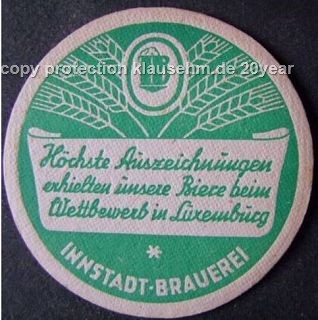 copy protection klausehm.de 20year
Höchste Auszeichnungen
erhielten unsere Biere beim
Wettbewerb in Luxemburg
*
INNSTADT-BRAUEREI